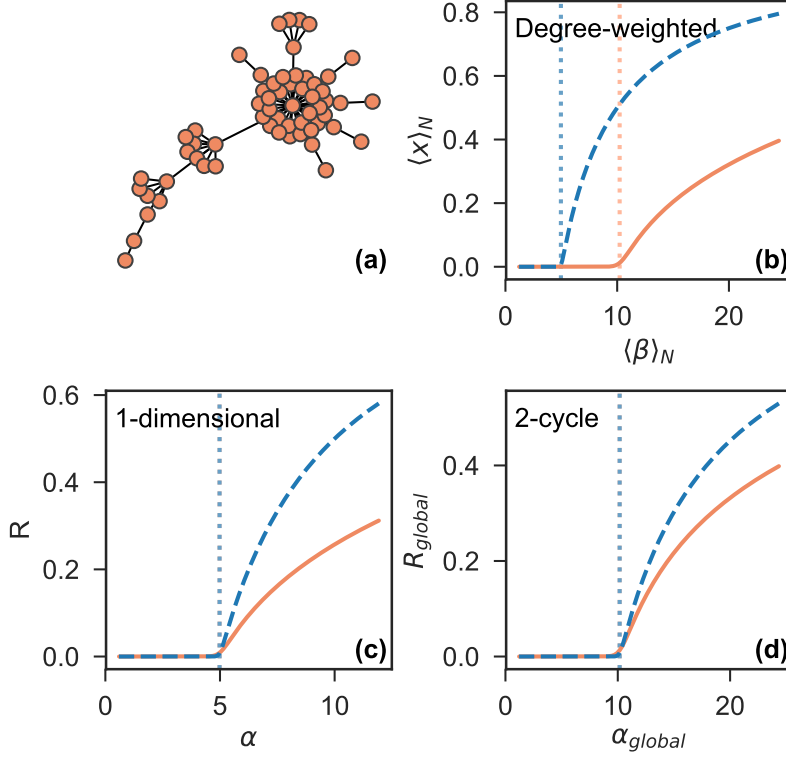 (a)
0.8
0.6
0.4
0.2
0.0
⟨x⟩N
Degree-weighted
(b)
0
10
20
⟨β⟩N
0.6
0.4
0.2
0.0
R
1-dimensional
(c)
0
5
10
α
0.4
0.2
0.0
Rglobal
2-cycle
(d)
0
10
20
αglobal